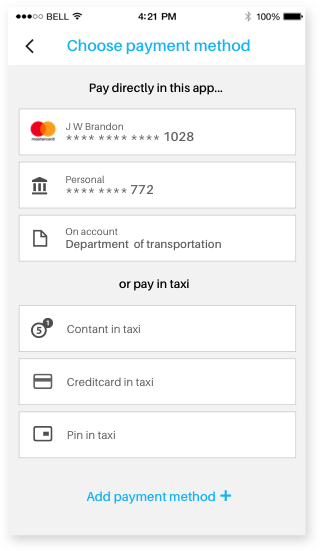 BELL 4:21 PM 100%
Choose payment method
Pay directly in this app...
J W Brandon
mastercard
**** **** **** 1028
Personal
**** **** 772
On account
Department of transportation
or pay in taxi
5 1
Contant in taxi
Creditcard in taxi
Pin in taxi
Add payment method +